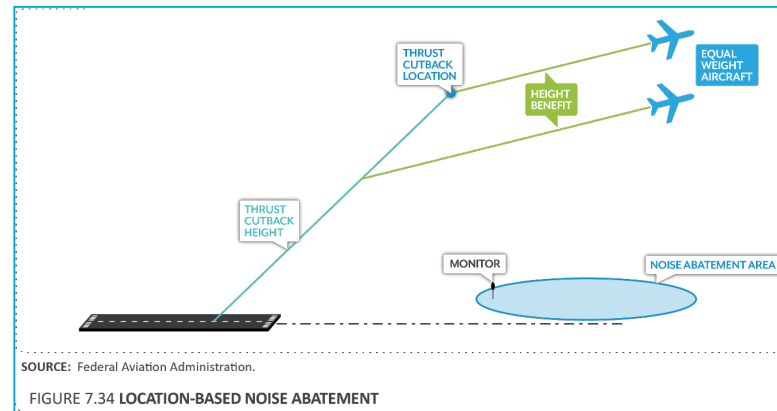 THRUST
CUTBACK
LOCATION
EQUAL
WEIGHT
AIRCRAFT
HEIGHT
BENEFIT
THRUST
CUTBACK
HEIGHT
MONITOR
NOISE ABATEMENT AREA
SOURCE: Federal Aviation Administration.
FIGURE 7.34 LOCATION-BASED NOISE ABATEMENT